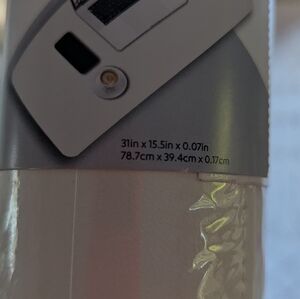 31in x 15.5in x 0.07in
78.7cm x 39.4cm x 0.17cm